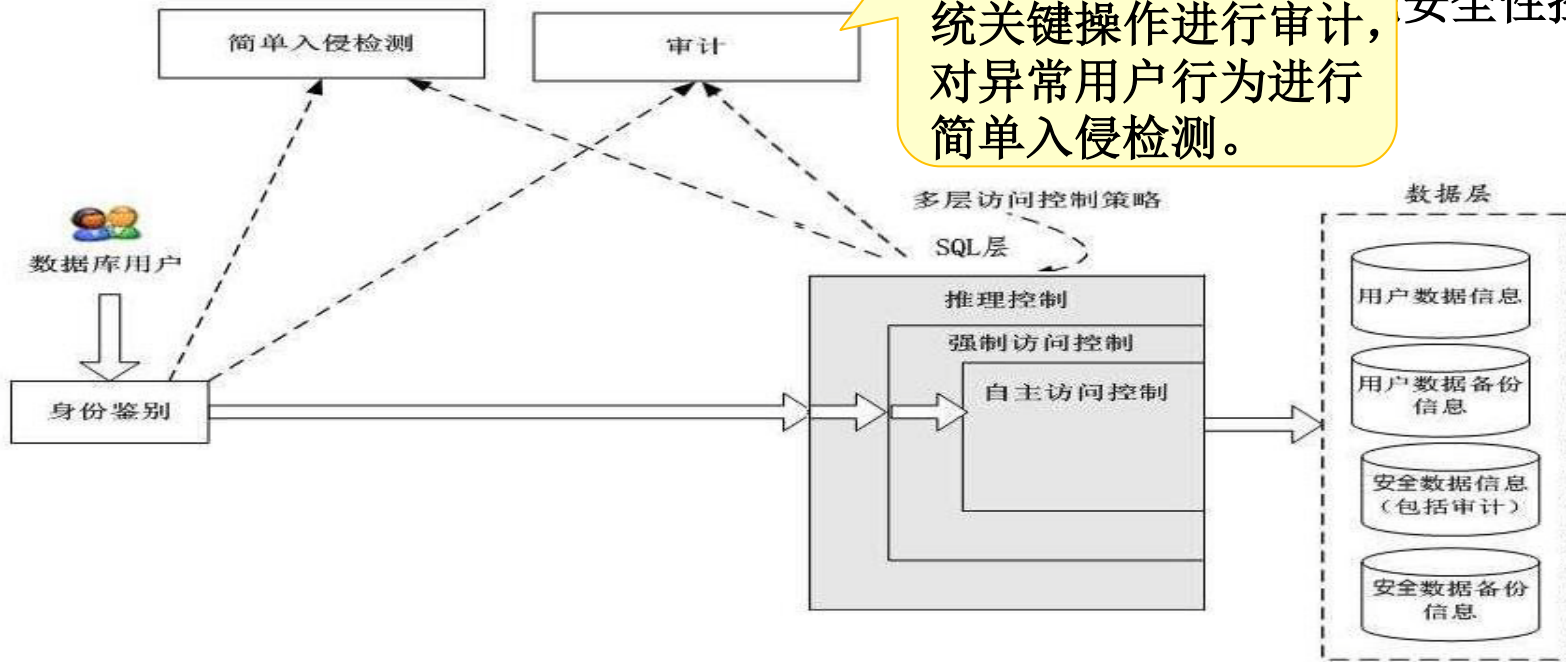 安全性控
统关键操作进行审计，
对异常用户行为进行
简单入侵检测。
简单入侵检测
审计
多层访问控制策略
SQL层
数据层
数据库用户
身份鉴别
推理控制
强制访问控制
自主访问控制
用户数据信息
用户数据备份
信息
安全数据信息
（包括审计）
安全数据备份
信息